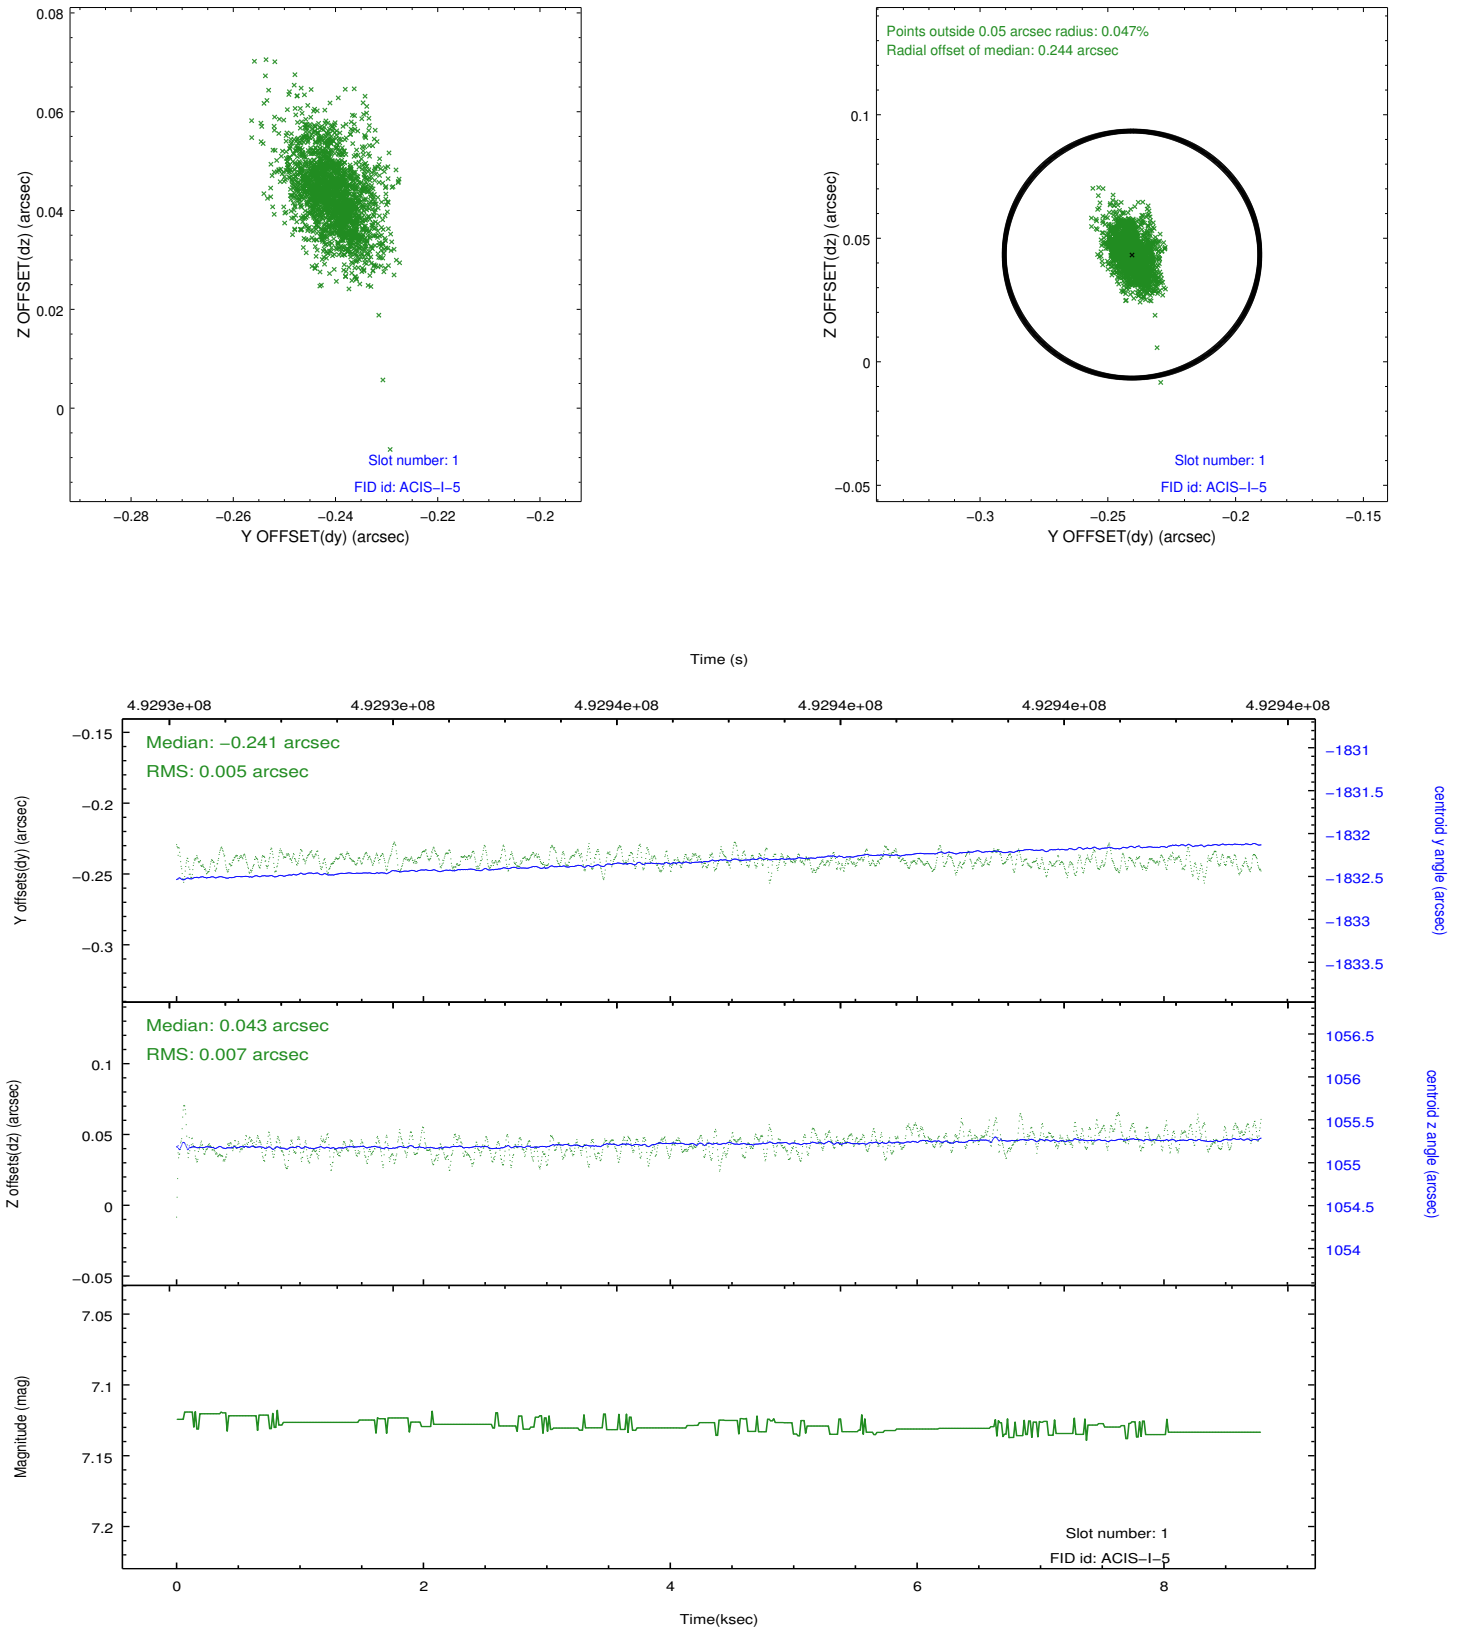 0.08
0.06
0.04
0.02
0
Z OFFSET(dz) (arcsec)
Slot number: 1
FID id: ACIS−I−5
−0.28 −0.26 −0.24 −0.22 −0.2
Y OFFSET(dy) (arcsec)
Points outside 0.05 arcsec radius: 0.047%
Radial offset of median: 0.244 arcsec
0.1
0.05
0
−0.05
Z OFFSET(dz) (arcsec)
Slot number: 1
FID id: ACIS−I−5
−0.3 −0.25 −0.2 −0.15
Y OFFSET(dy) (arcsec)
Time (s)
4.9293e+08 4.9293e+08 4.9294e+08 4.9294e+08 4.9294e+08 4.9294e+08
Median: −0.241 arcsec
RMS: 0.005 arcsec
−0.15
−0.2
−0.25
−0.3
Y offsets(dy) (arcsec)
−1831
−1831.5
−1832
−1832.5
−1833
−1833.5
centroid y angle (arcsec)
Median: 0.043 arcsec
RMS: 0.007 arcsec
0.1
0.05
0
−0.05
Z offsets(dz) (arcsec)
1056.5
1056
1055.5
1055
1054.5
1054
centroid z angle (arcsec)
7.05
7.1
7.15
7.2
Magnitude (mag)
Slot number: 1
FID id: ACIS−I−5
0 2 4 6 8
Time(ksec)